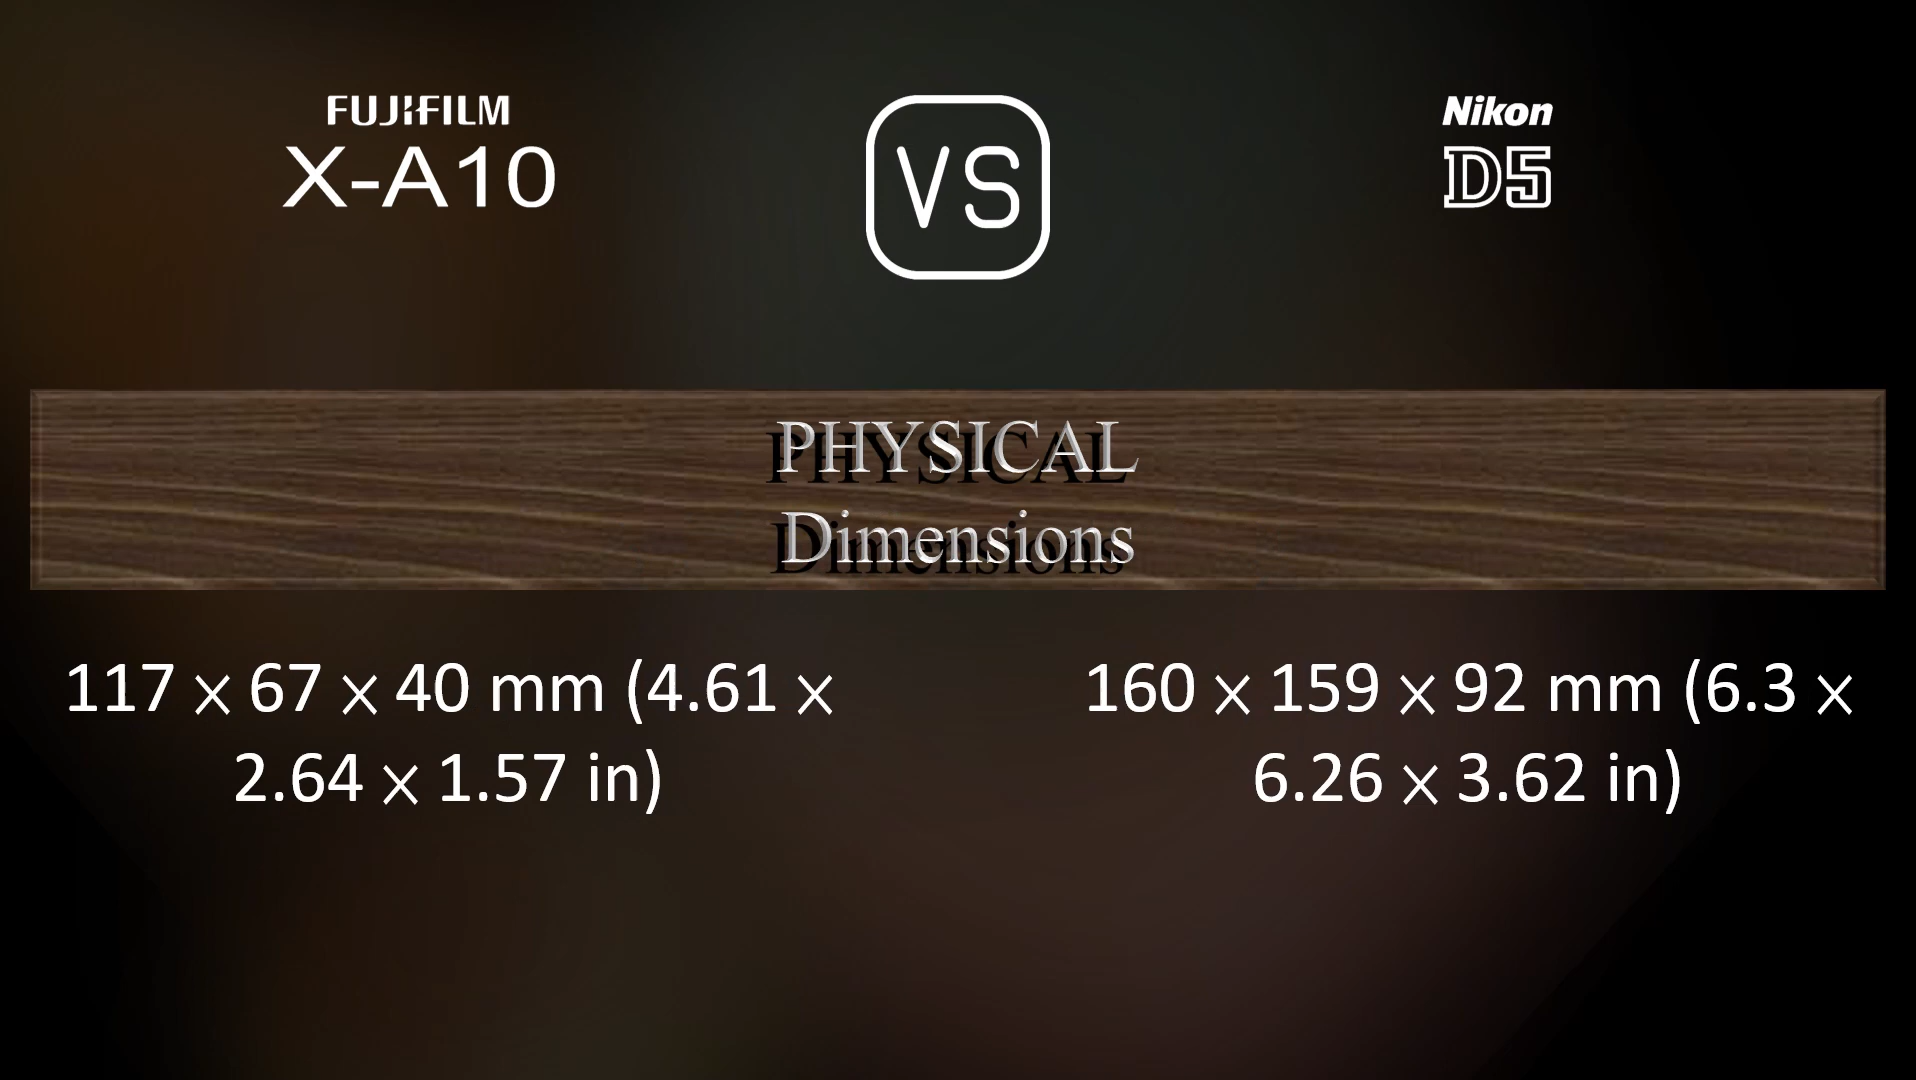 FUJIFILM
X-A10
VS
Nikon
D5
PHYSICAL
Dimensions
117 x 67 x 40 mm (4.61 x
2.64 x 1.57 in)
160 x 159 x 92 mm (6.3 x
6.26 x 3.62 in)